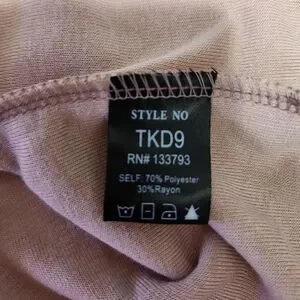 STYLE NO
TKD9
RN# 133793
SELF: 70% Polyester
30%Rayon